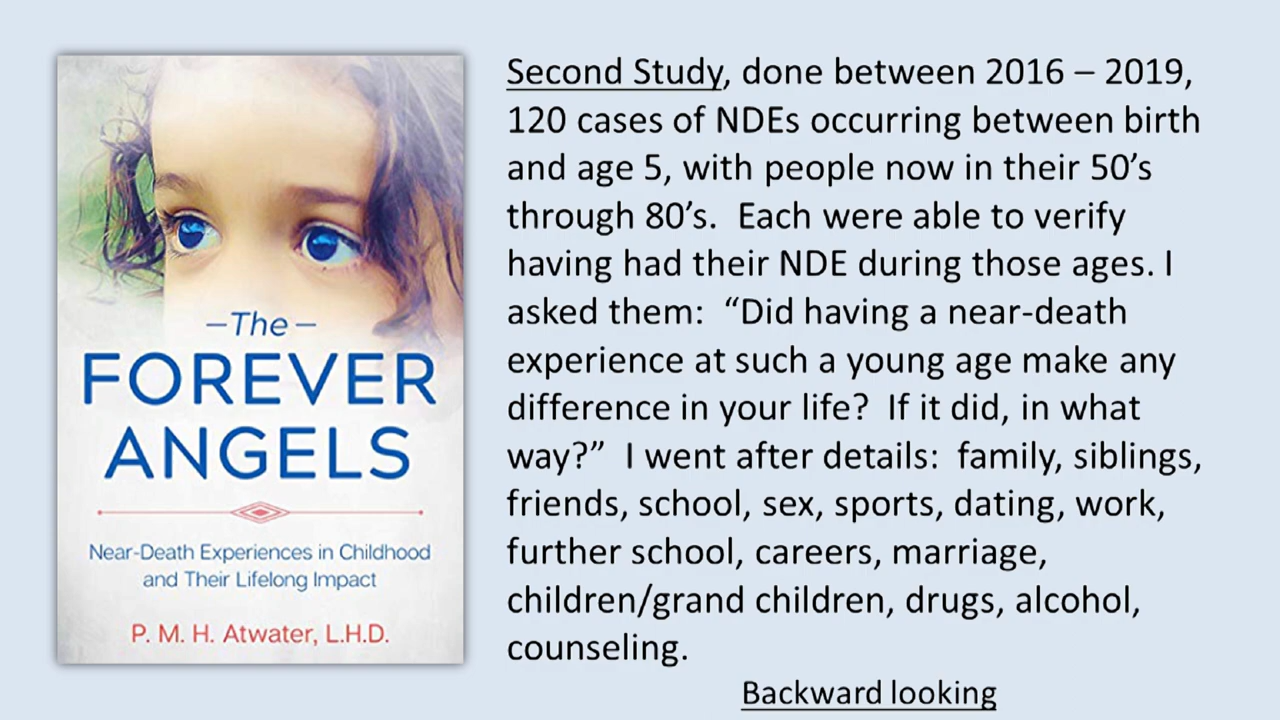 –The–
FOREVER
ANGELS
Near-Death Experiences in Childhood
and Their Lifelong Impact
P. M. H. Atwater, L.H.D.
Second Study, done between 2016 – 2019,
120 cases of NDEs occurring between birth
and age 5, with people now in their 50’s
through 80’s.  Each were able to verify
having had their NDE during those ages. I
asked them:  “Did having a near-death
experience at such a young age make any
difference in your life?  If it did, in what
way?”  I went after details:  family, siblings,
friends, school, sex, sports, dating, work,
further school, careers, marriage,
children/grand children, drugs, alcohol,
counseling.
Backward looking